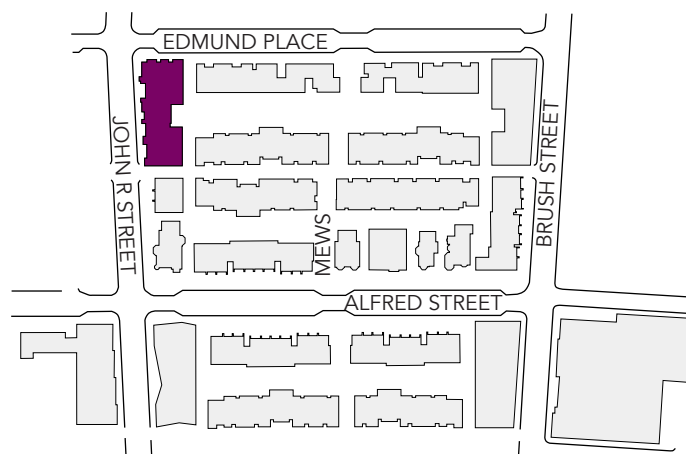 EDMUND PLACE
JOHN R STREET
BRUSH STREET
MEWS
ALFRED STREET